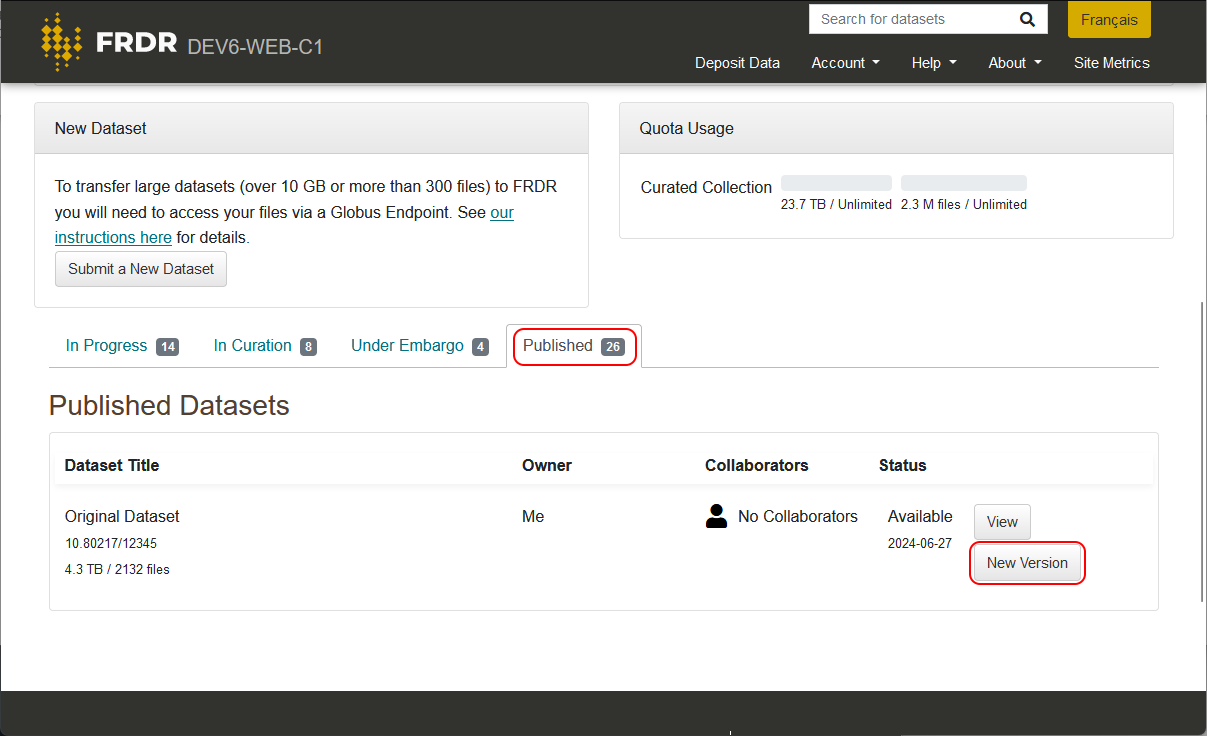 FRDR DEV6-WEB-C1
Search for datasets
Français
Deposit Data Account Help About Site Metrics
New Dataset
To transfer large datasets (over 10 GB or more than 300 files) to FRDR
you will need to access your files via a Globus Endpoint. See our
instructions here for details.
Submit a New Dataset
Quota Usage
Curated Collection
23.7 TB / Unlimited 2.3 M files / Unlimited
In Progress 14 In Curation 8 Under Embargo 4 Published 26
Published Datasets
Dataset Title Owner Collaborators Status
Original Dataset Me No Collaborators Available View
10.80217/12345 2024-06-27
4.3 TB / 2132 files New Version